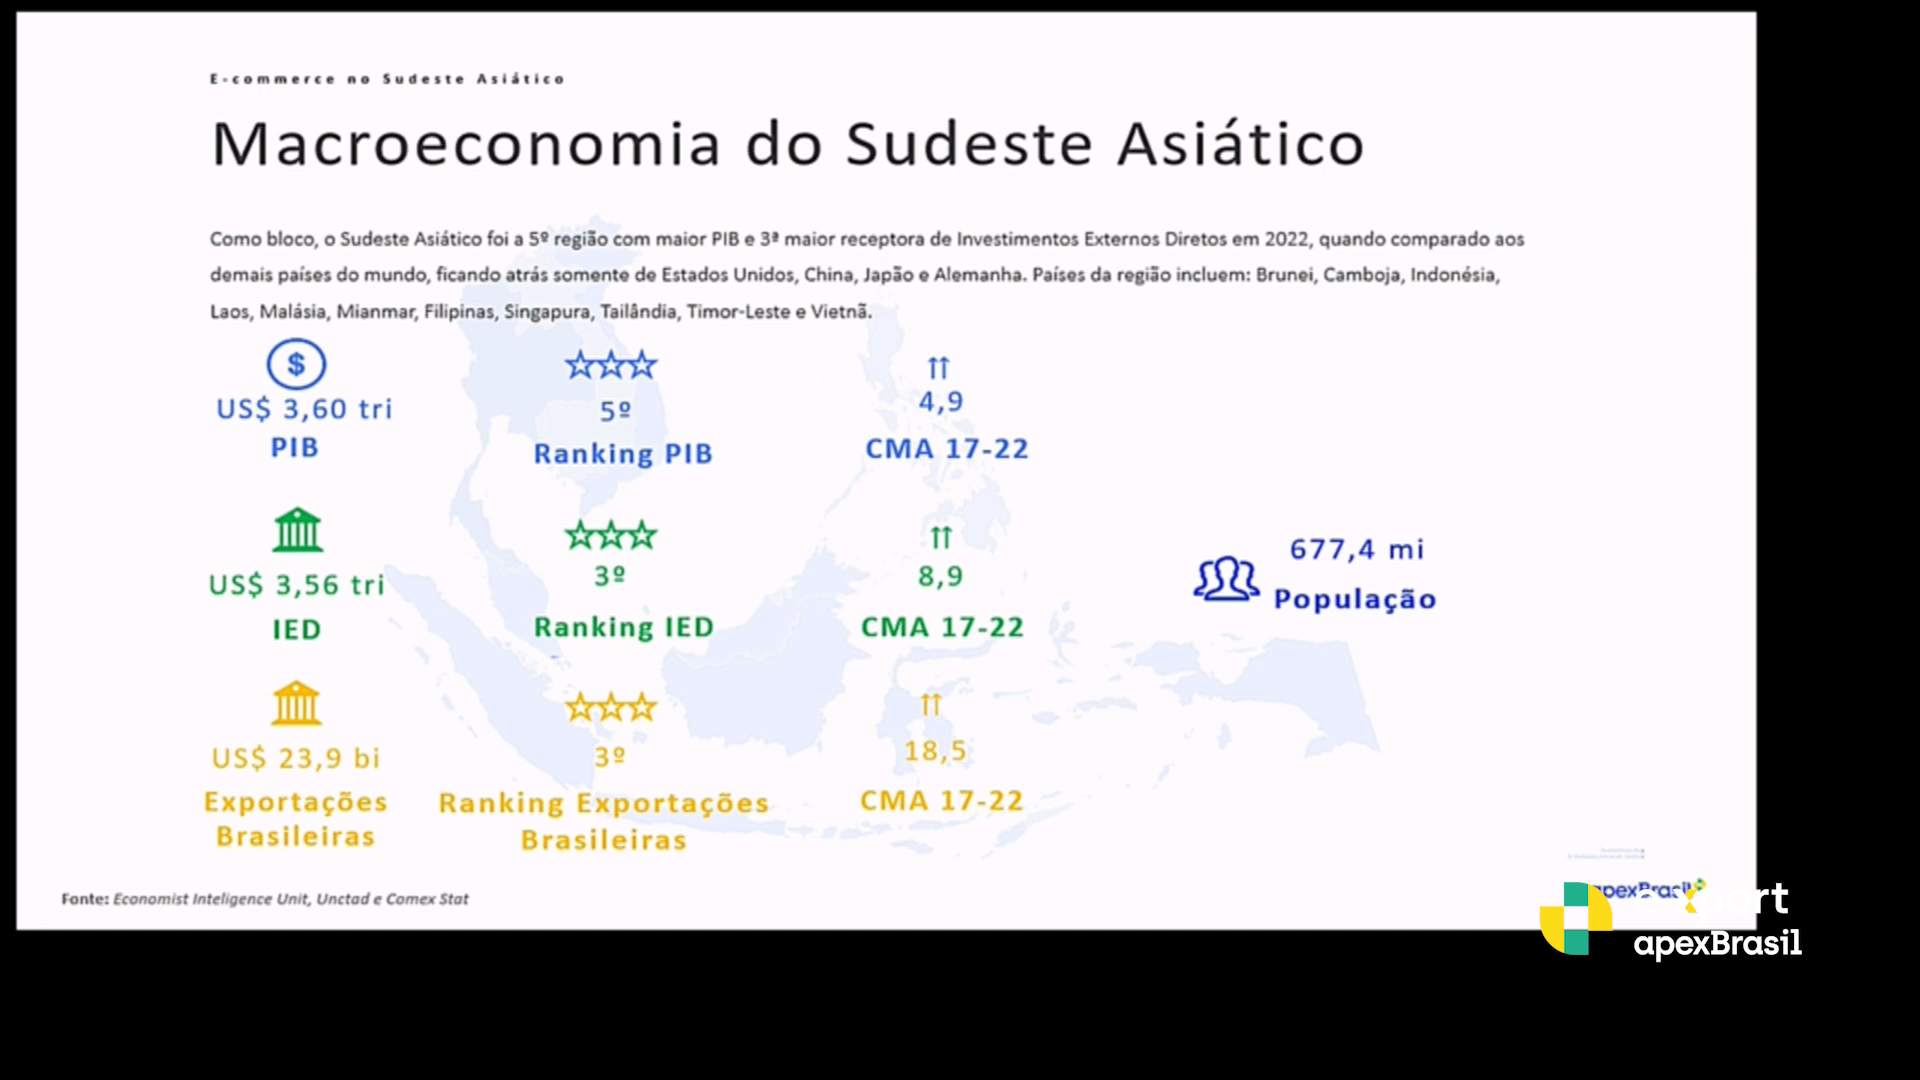 E-commerce no Sudeste Asiático
Macroeconomia do Sudeste Asiático
Como bloco, o Sudeste Asiático foi a 5º região com maior PIB e 3ª maior receptora de Investimentos Externos Diretos em 2022, quando comparado aos
demais países do mundo, ficando atrás somente de Estados Unidos, China, Japão e Alemanha. Países da região incluem: Brunei, Camboja, Indonésia,
Laos, Malásia, Mianmar, Filipinas, Singapura, Tailândia, Timor-Leste e Vietnã.
$
US$ 3,60 tri
PIB
5º
Ranking PIB
4,9
CMA 17-22
US$ 3,56 tri
IED
3º
Ranking IED
8,9
CMA 17-22
677,4 mi
População
US$ 23,9 bi
Exportações
Brasileiras
3º
Ranking Exportações
Brasileiras
18,5
CMA 17-22
Fonte: Economist Inteligence Unit, Unctad e Comex Stat
apexBrasil
apexBrasil